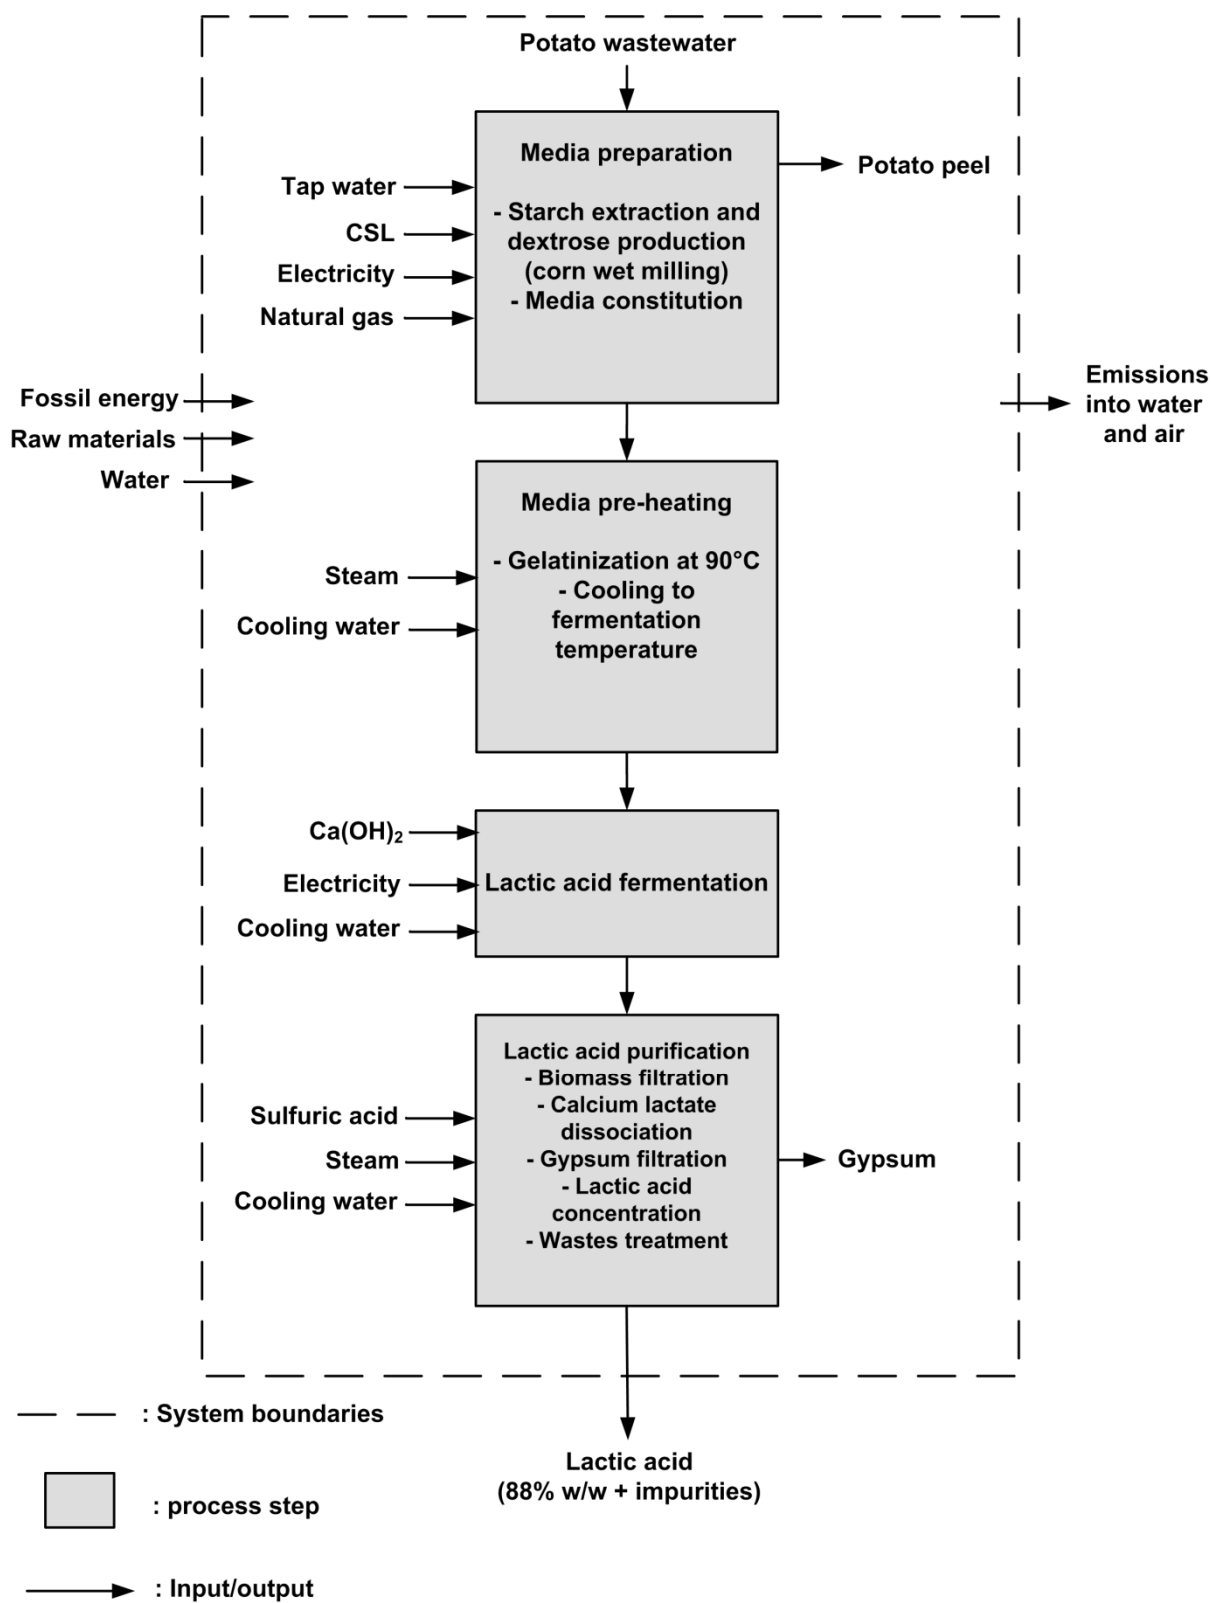 Potato wastewater
Media preparation
- Starch extraction and
dextrose production
(corn wet milling)
- Media constitution
Potato peel
Tap water
CSL
Electricity
Natural gas
Fossil energy
Raw materials
Water
Emissions
into water
and air
Media pre-heating
- Gelatinization at 90°C
- Cooling to
fermentation
temperature
Steam
Cooling water
Ca(OH)₂
Electricity
Cooling water
Lactic acid fermentation
Lactic acid purification
- Biomass filtration
- Calcium lactate
dissociation
- Gypsum filtration
- Lactic acid
concentration
- Wastes treatment
Sulfuric acid
Steam
Cooling water
Gypsum
: System boundaries
Lactic acid
(88% w/w + impurities)
: process step
: Input/output